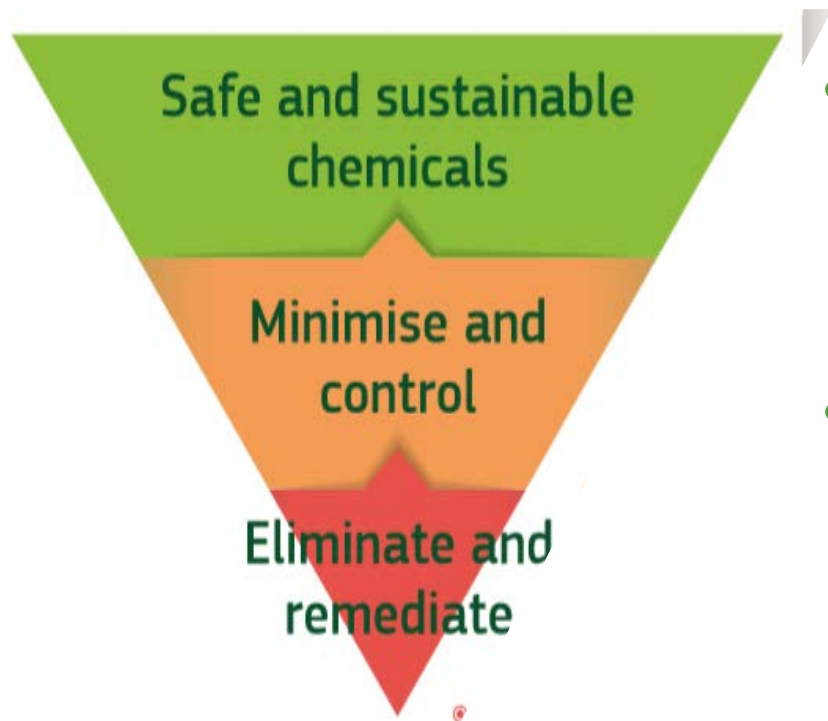 Safe and sustainable
chemicals
Minimise and
control
Eliminate and
remediate